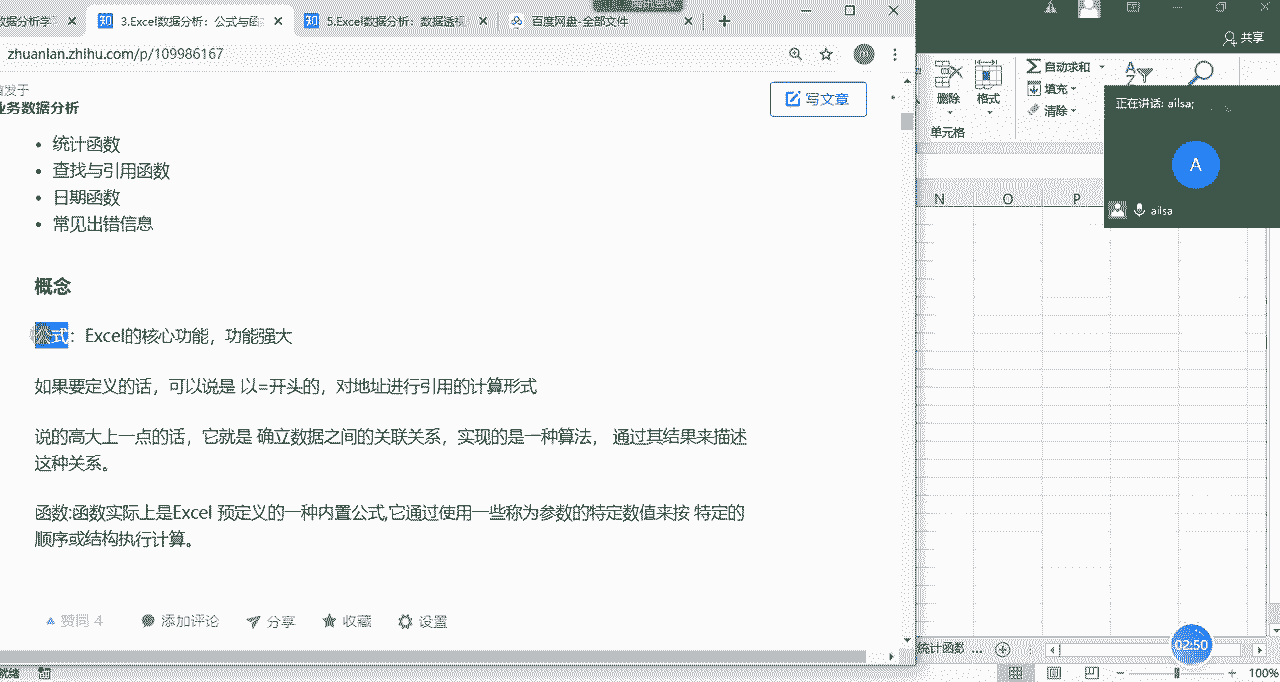 数据分析学
3.Excel数据分析：公式与函
5.Excel数据分析：数据透视
百度网盘-全部文件
zhuanlan.zhihu.com/p/109986167
共享
发于
业务数据分析
写文章
统计函数
查找与引用函数
日期函数
常见出错信息
概念
公式：Excel的核心功能，功能强大
如果要定义的话，可以说是 以=开头的，对地址进行引用的计算形式
说的高大上一点的话，它就是 确立数据之间的关联关系，实现的是一种算法， 通过其结果来描述
这种关系。
函数:函数实际上是Excel 预定义的一种内置公式,它通过使用一些称为参数的特定数值来按 特定的
顺序或结构执行计算。
赞同 4
添加评论
分享
收藏
设置
删除
格式
单元格
自动求和
填充
清除
正在讲话: ailsa;
A
ailsa
N
O
P
统计函数
...
02:50
就绪
100%